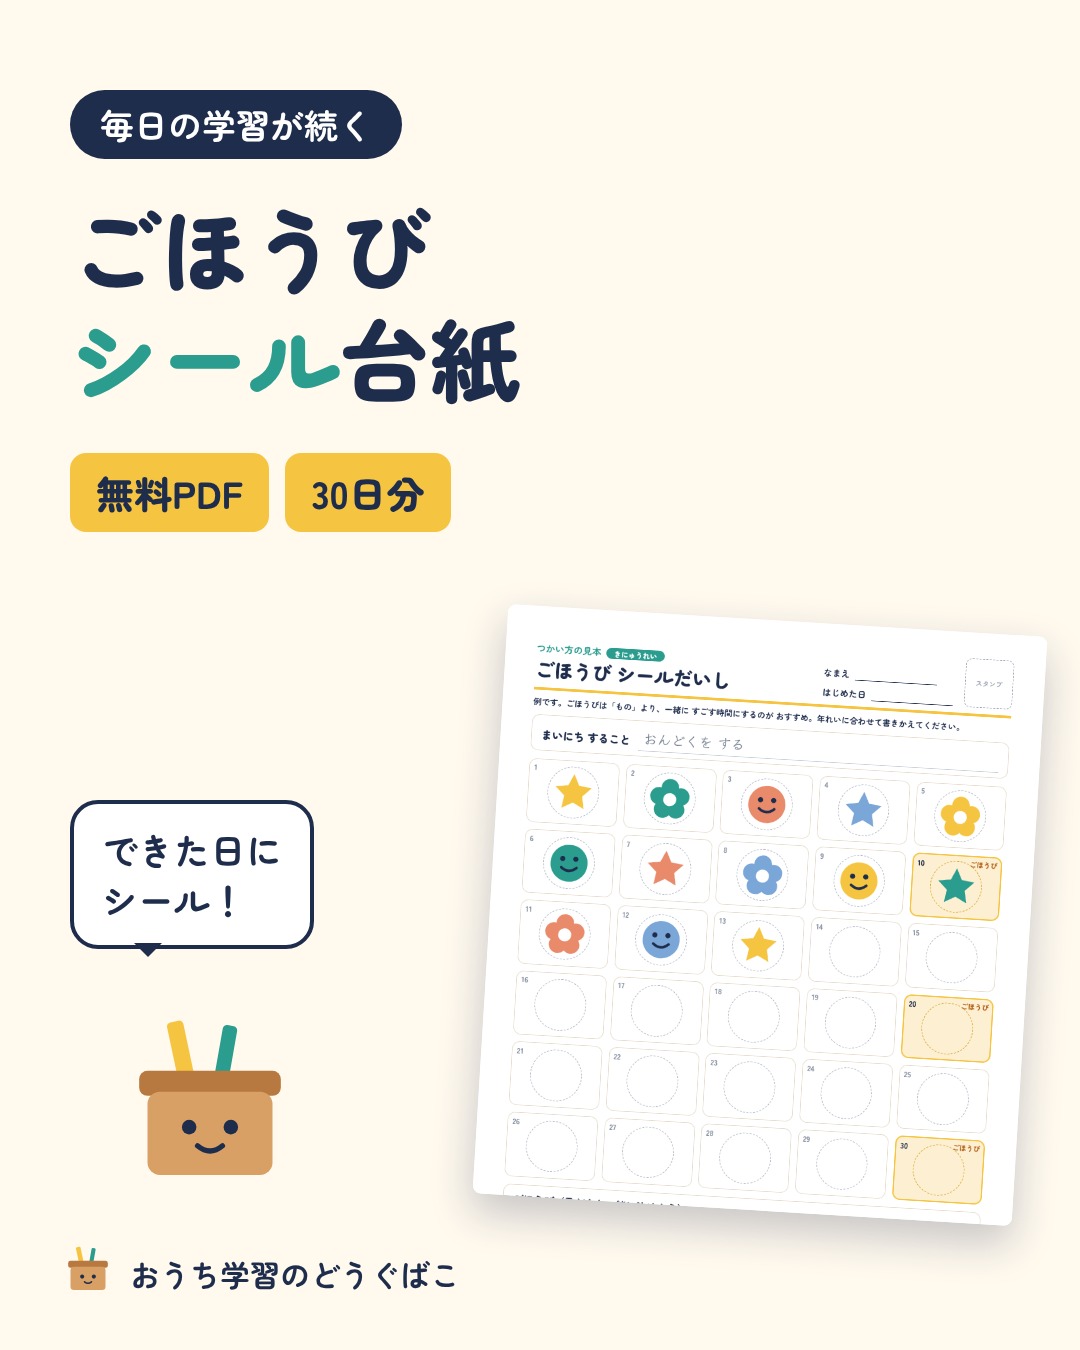 毎日の学習が続く
ごほうび
シール台紙
無料PDF 30日分
つかい方の見本 きにゅうれい
ごほうび シールだいし
なまえ
はじめた日
スタンプ
例です。ごほうびは「もの」より、一緒に すごす時間にするのが おすすめ。年れいに合わせて書きかえてください。
まいにち すること おんどくを する
1 2 3 4 5
6 7 8 9 10 ごほうび
11 12 13 14 15
16 17 18 19 20 ごほうび
21 22 23 24 25
26 27 28 29 30 ごほうび
できた日に
シール！
おうち学習のどうぐばこ